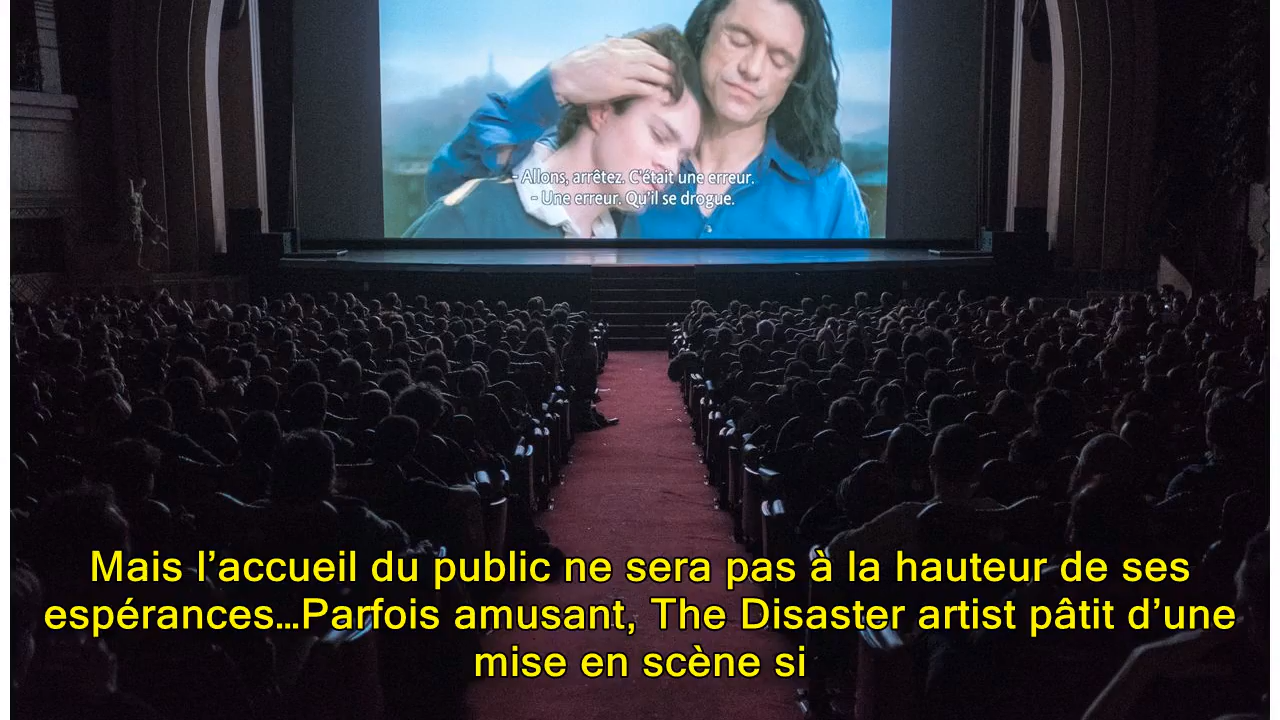 - Allons, arrêtez. C'était une erreur.
- Une erreur. Qu'il se drogue.
Mais l’accueil du public ne sera pas à la hauteur de ses
espérances…Parfois amusant, The Disaster artist pâtit d’une
mise en scène si